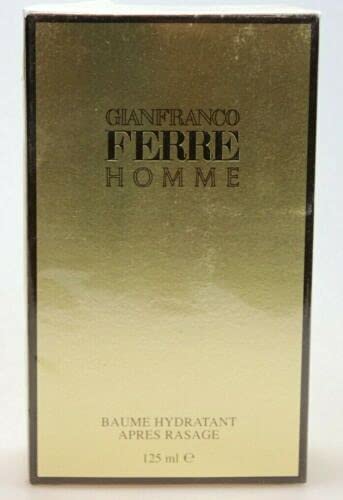 GIANFRANCO
FERRE
HOMME
BAUME HYDRATANT
APRES RASAGE
125 ml ℮